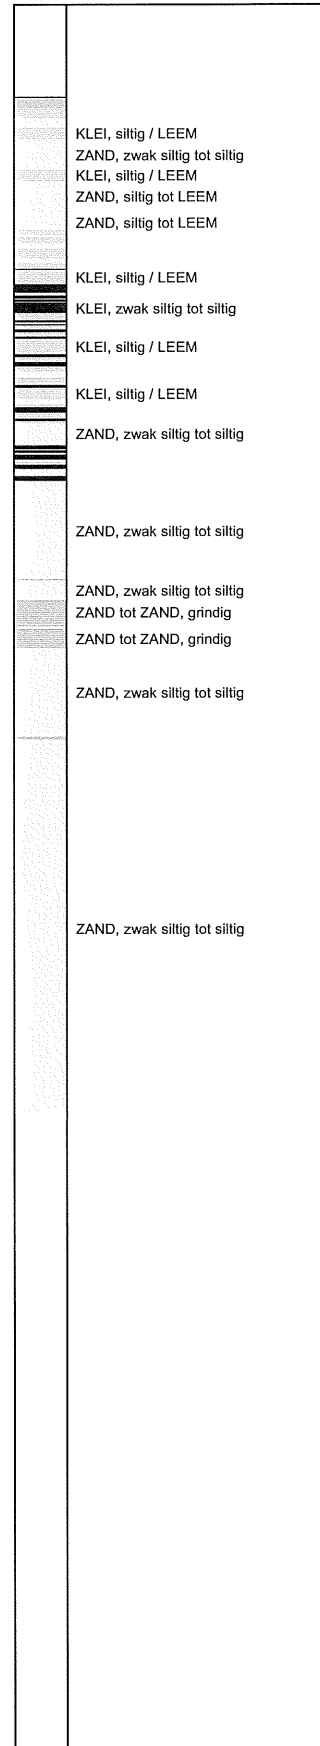 KLEI, siltig / LEEM
ZAND, zwak siltig tot siltig
KLEI, siltig / LEEM
ZAND, siltig tot LEEM
ZAND, siltig tot LEEM
KLEI, siltig / LEEM
KLEI, zwak siltig tot siltig
KLEI, siltig / LEEM
KLEI, siltig / LEEM
ZAND, zwak siltig tot siltig
ZAND, zwak siltig tot siltig
ZAND, zwak siltig tot siltig
ZAND tot ZAND, grindig
ZAND tot ZAND, grindig
ZAND, zwak siltig tot siltig
ZAND, zwak siltig tot siltig